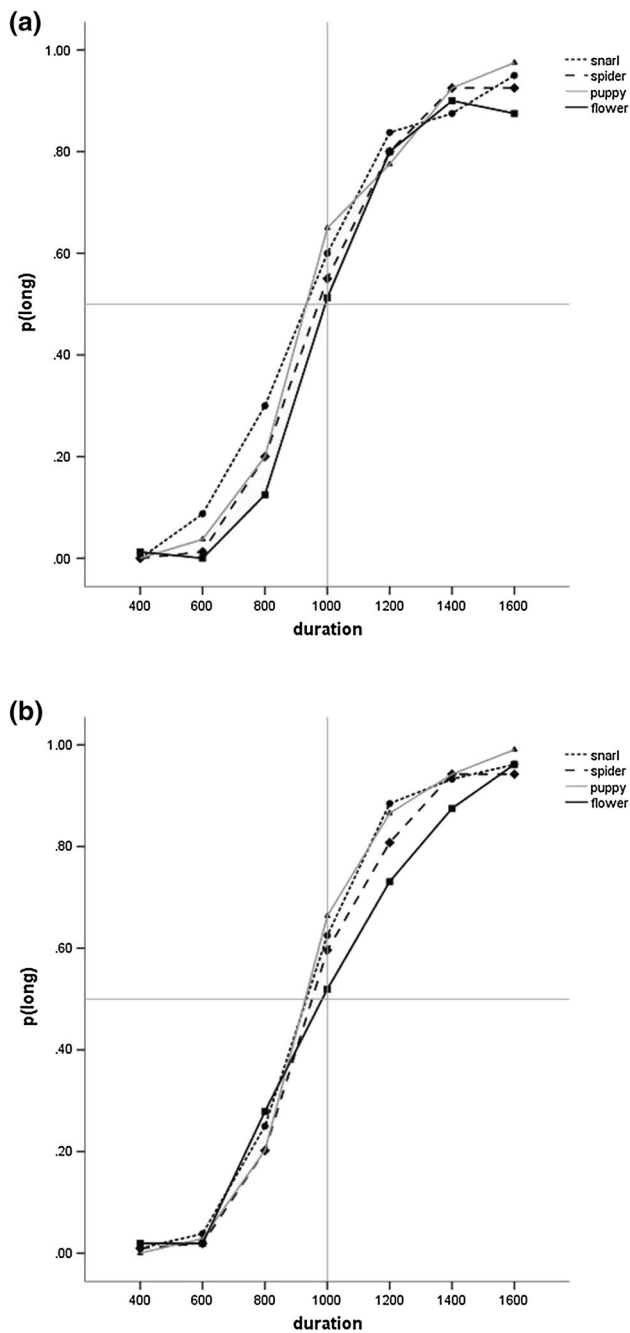 (a)
1.00
.80
.60
.40
.20
.00
p(long)
400 600 800 1000 1200 1400 1600
duration
snarl
spider
puppy
flower
(b)
1.00
.80
.60
.40
.20
.00
p(long)
400 600 800 1000 1200 1400 1600
duration
snarl
spider
puppy
flower